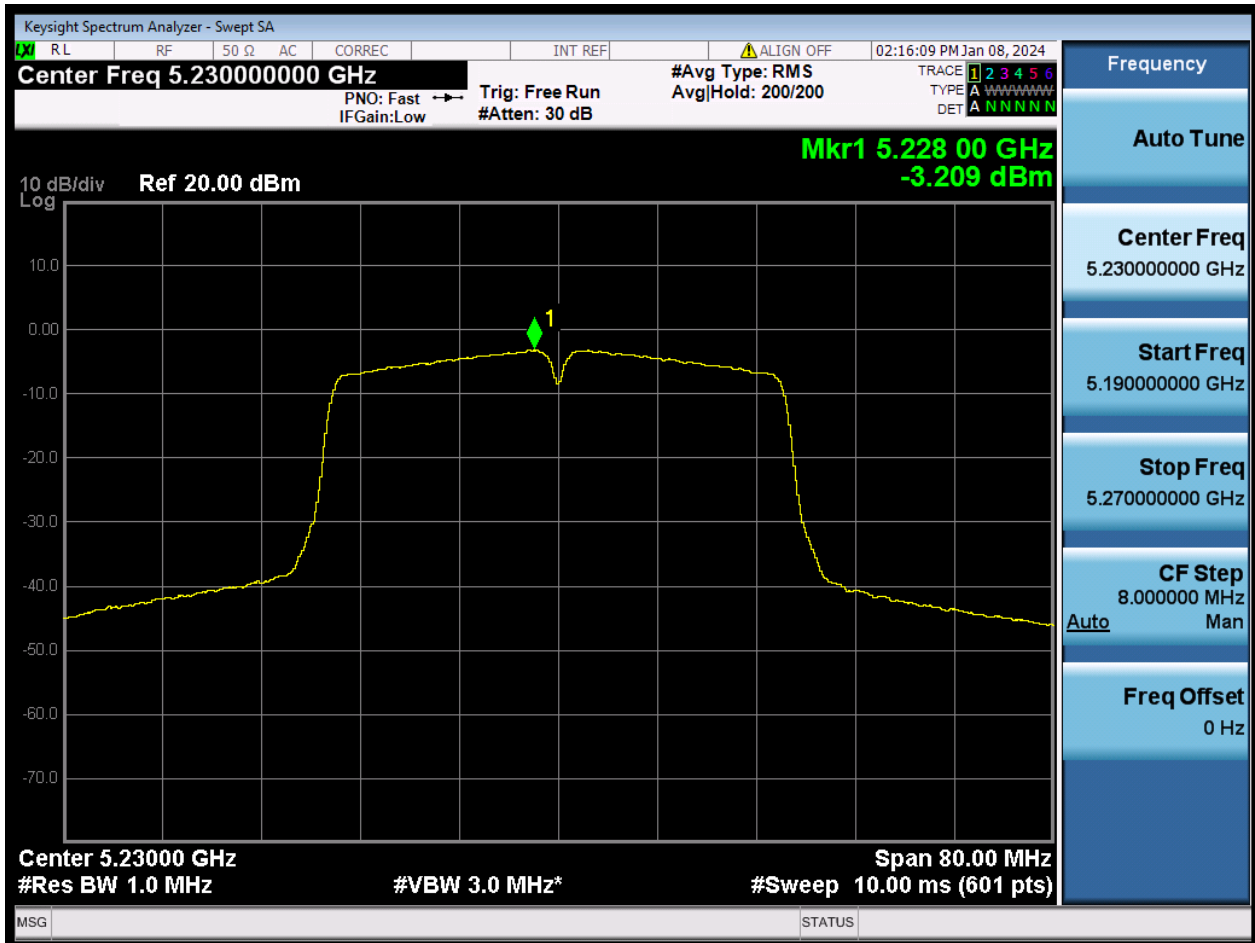 Keysight Spectrum Analyzer - Swept SA
LXI RL RF 50 Ω AC CORREC INT REF ALIGN OFF 02:16:09 PM Jan 08, 2024
Center Freq 5.230000000 GHz
PNO: Fast
IFGain:Low
Trig: Free Run
#Atten: 30 dB
#Avg Type: RMS
Avg|Hold: 200/200
TRACE 1 2 3 4 5 6
TYPE A WWWWW
DET A N N N N N
Mkr1 5.228 00 GHz
-3.209 dBm
10 dB/div Ref 20.00 dBm
Log
10.0
0.00
-10.0
-20.0
-30.0
-40.0
-50.0
-60.0
-70.0
1
Center 5.23000 GHz Span 80.00 MHz
#Res BW 1.0 MHz #VBW 3.0 MHz* #Sweep 10.00 ms (601 pts)
MSG STATUS
Frequency
Auto Tune
Center Freq
5.230000000 GHz
Start Freq
5.190000000 GHz
Stop Freq
5.270000000 GHz
CF Step
8.000000 MHz
Auto Man
Freq Offset
0 Hz